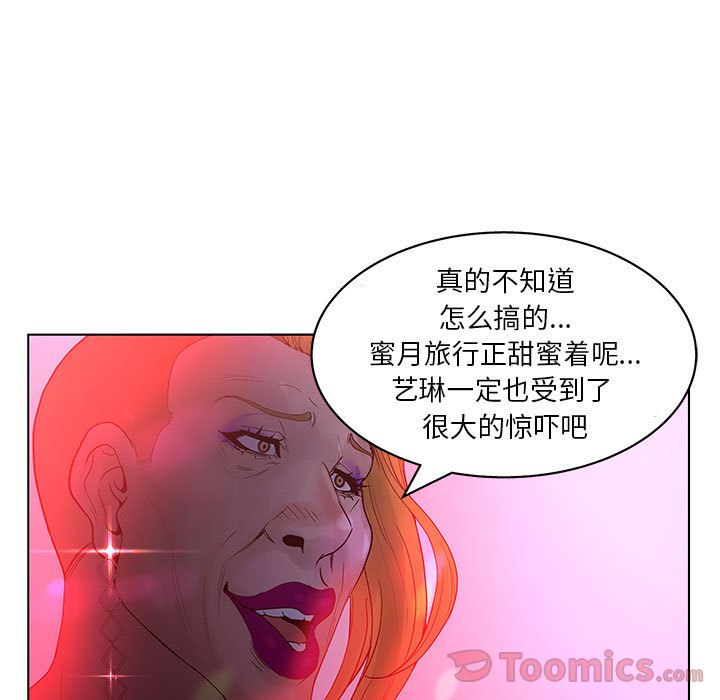 真的不知道
怎么搞的...
蜜月旅行正甜蜜着呢...
艺琳一定也受到了
很大的惊吓吧
Toomics.com